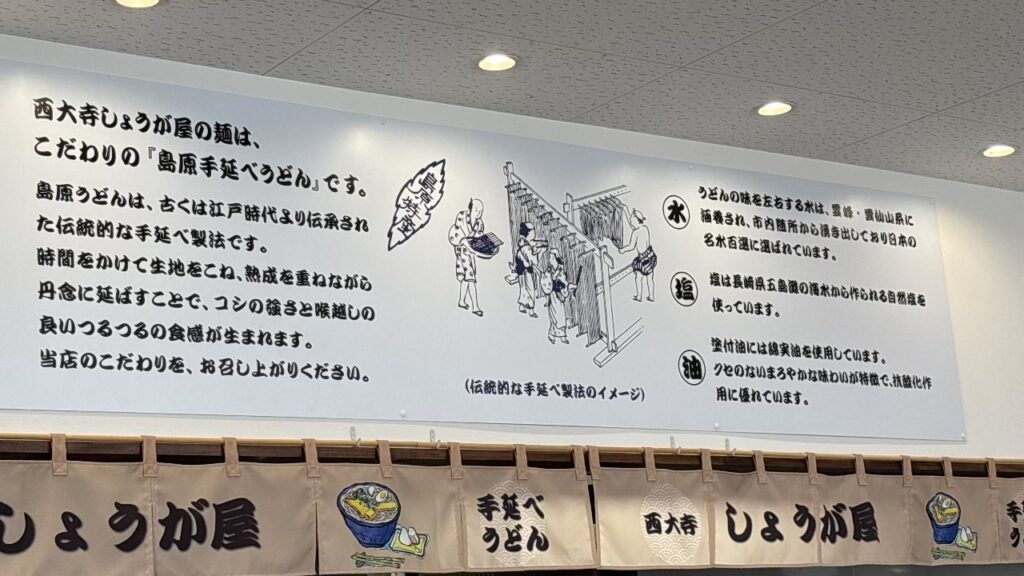 西大寺しょうが屋の麺は、
こだわりの『島原手延べうどん』です。
島原うどんは、古くは江戸時代より伝承され
た伝統的な手延べ製法です。
時間をかけて生地をこね、熟成を重ねながら
丹念に延ばすことで、コシの強さと喉越しの
良いつるつるの食感が生まれます。
当店のこだわりを、お召し上がりください。
島原特産
(伝統的な手延べ製法のイメージ)
水
うどんの味を左右する水は、霊峰・雲仙山系に
涵養され、市内随所から湧き出しており日本の
名水百選に選ばれています。
塩
塩は長崎県五島灘の海水から作られる自然塩を
使っています。
油
塗付油には綿実油を使用しています。
クセのないまろやかな味わいが特徴で、抗酸化作
用に優れています。
しょうが屋
手延べ
うどん
西大寺
しょうが屋
手
う